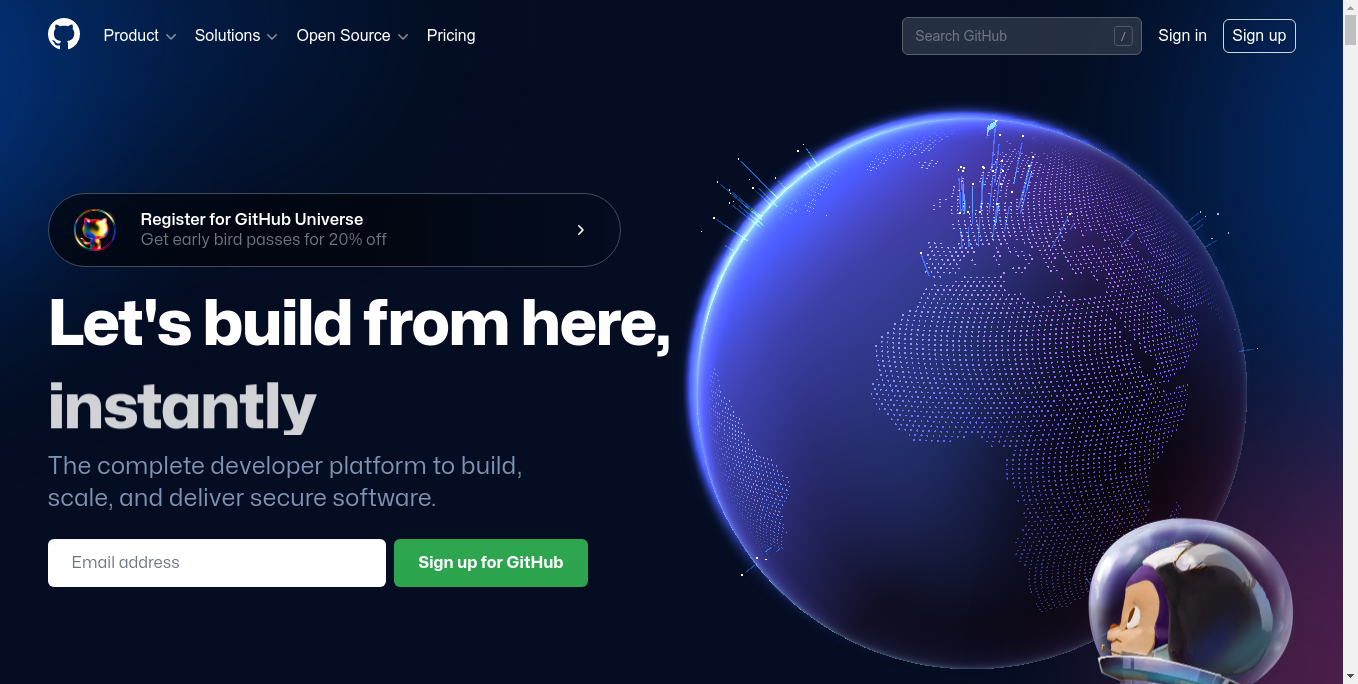 Product
Solutions
Open Source
Pricing
Search GitHub
/
Sign in
Sign up
Register for GitHub Universe
Get early bird passes for 20% off
Let's build from here,
instantly
The complete developer platform to build,
scale, and deliver secure software.
Email address
Sign up for GitHub